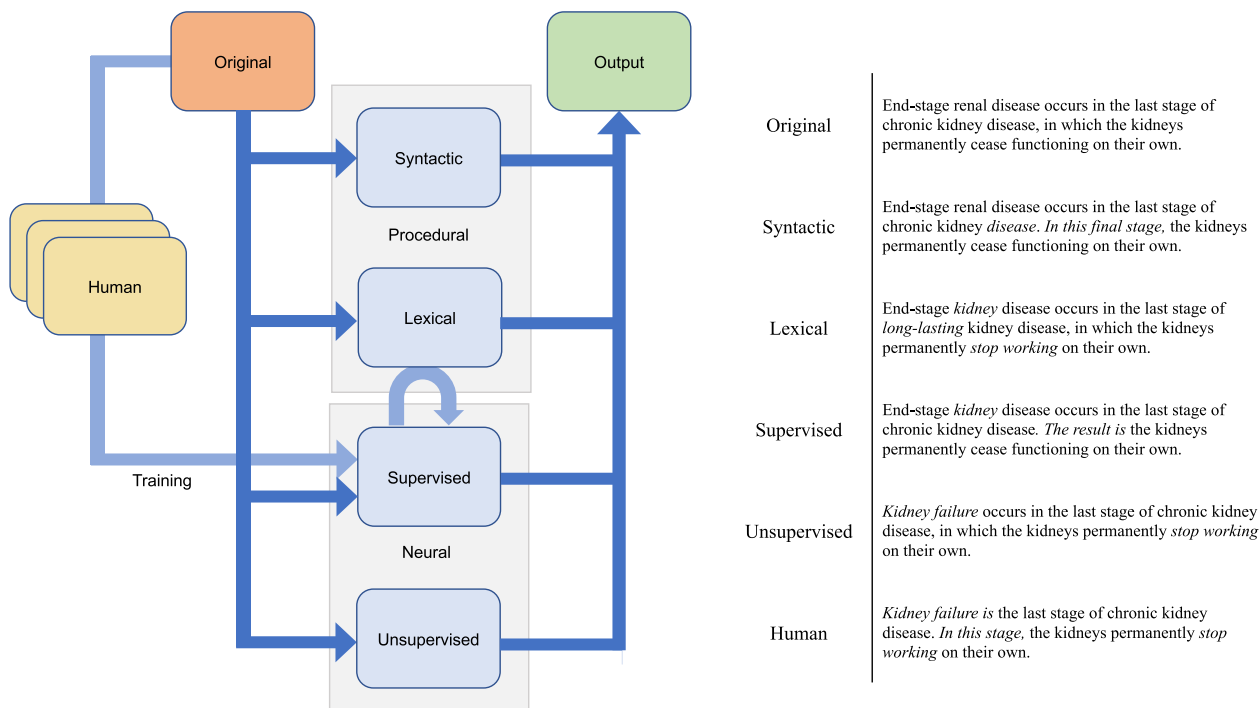 Original
Output
Syntactic
Procedural
Human
Lexical
Training
Supervised
Neural
Unsupervised
Original
End-stage renal disease occurs in the last stage of
chronic kidney disease, in which the kidneys
permanently cease functioning on their own.
Syntactic
End-stage renal disease occurs in the last stage of
chronic kidney disease. In this final stage, the kidneys
permanently cease functioning on their own.
Lexical
End-stage kidney disease occurs in the last stage of
long-lasting kidney disease, in which the kidneys
permanently stop working on their own.
Supervised
End-stage kidney disease occurs in the last stage of
chronic kidney disease. The result is the kidneys
permanently cease functioning on their own.
Unsupervised
Kidney failure occurs in the last stage of chronic kidney
disease, in which the kidneys permanently stop working
on their own.
Human
Kidney failure is the last stage of chronic kidney
disease. In this stage, the kidneys permanently stop
working on their own.